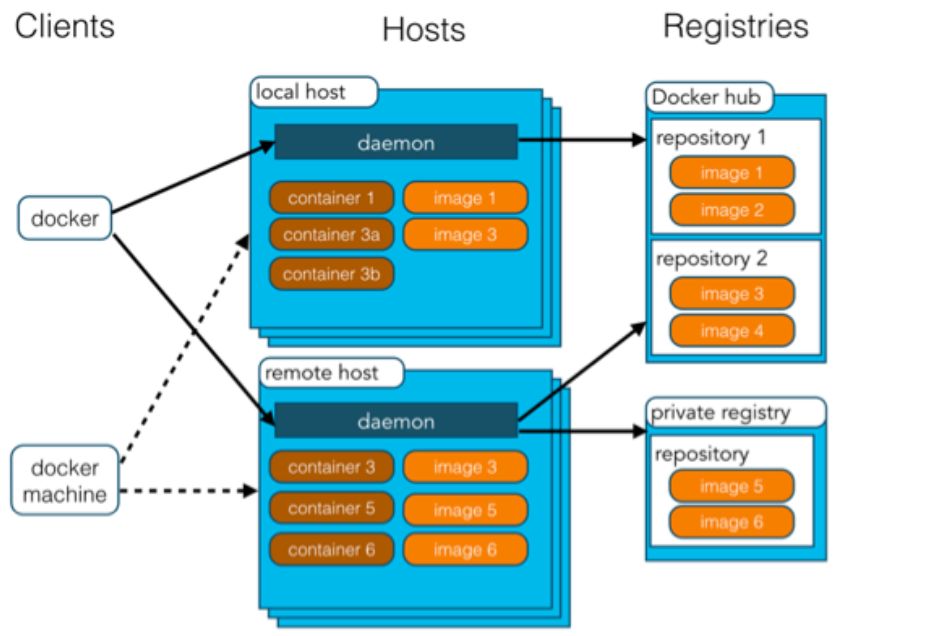 Clients
Hosts
Registries
local host
daemon
container 1
image 1
container 3a
image 3
container 3b
docker
docker
machine
remote host
daemon
container 3
image 3
container 5
image 5
container 6
image 6
Docker hub
repository 1
image 1
image 2
repository 2
image 3
image 4
private registry
repository
image 5
image 6